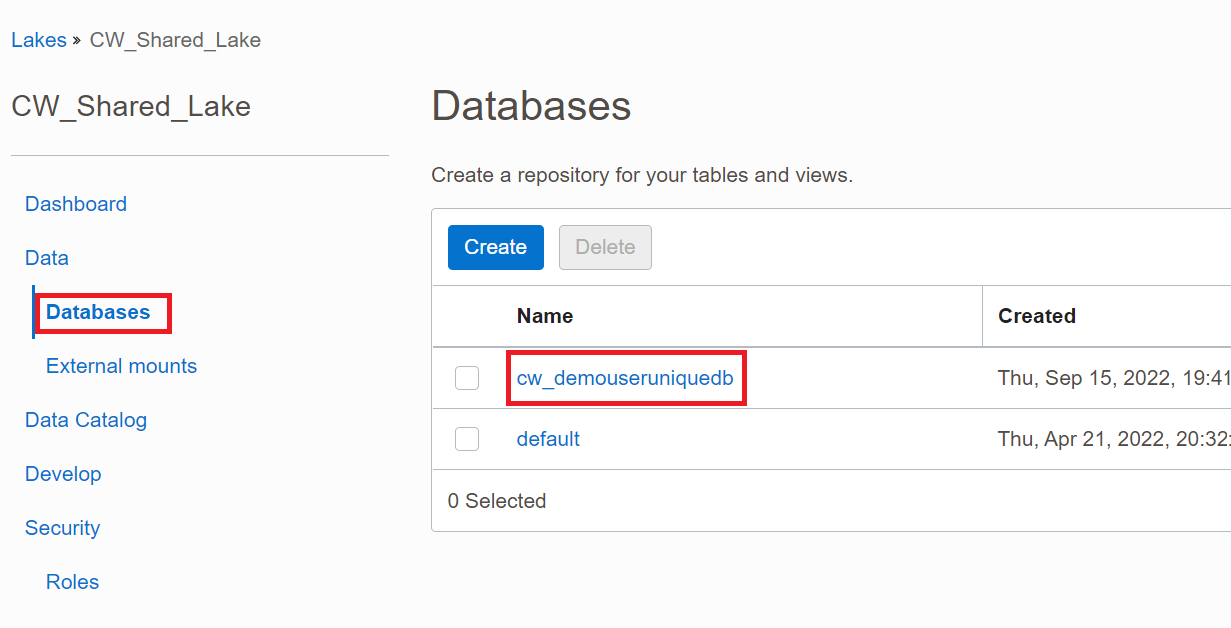 Lakes » CW_Shared_Lake
CW_Shared_Lake
Dashboard
Data
Databases
External mounts
Data Catalog
Develop
Security
Roles
Databases
Create a repository for your tables and views.
Create Delete
Name Created
cw_demouseruniquedb Thu, Sep 15, 2022, 19:41
default Thu, Apr 21, 2022, 20:32:
0 Selected